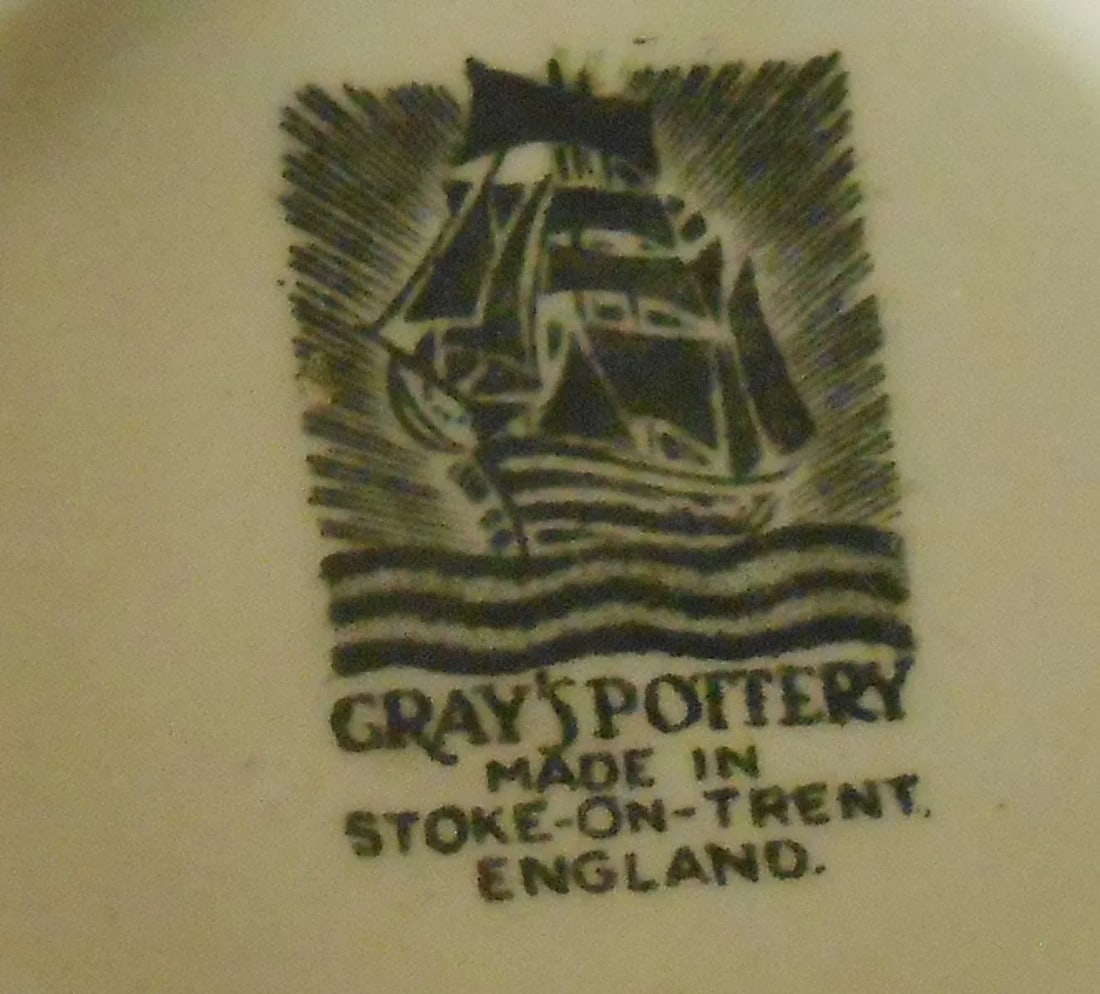 GRAY'S POTTERY
MADE IN
STOKE-ON-TRENT.
ENGLAND.